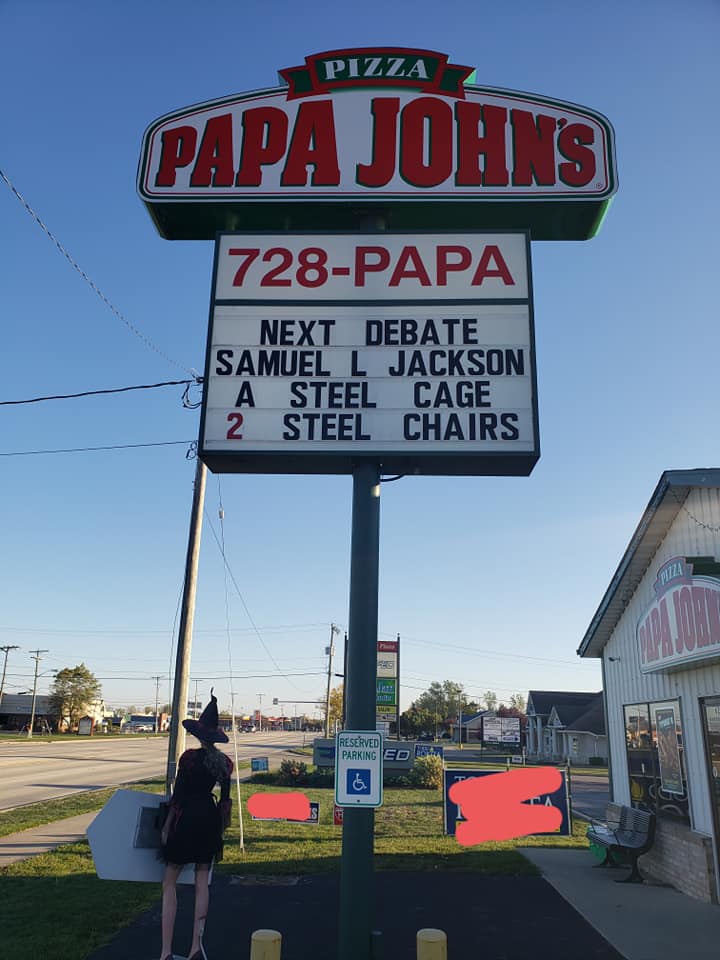 PIZZA
PAPA JOHN'S
728-PAPA
NEXT DEBATE
SAMUEL L JACKSON
A STEEL CAGE
2 STEEL CHAIRS
PIZZA
PAPA JOHN
RESERVED
PARKING